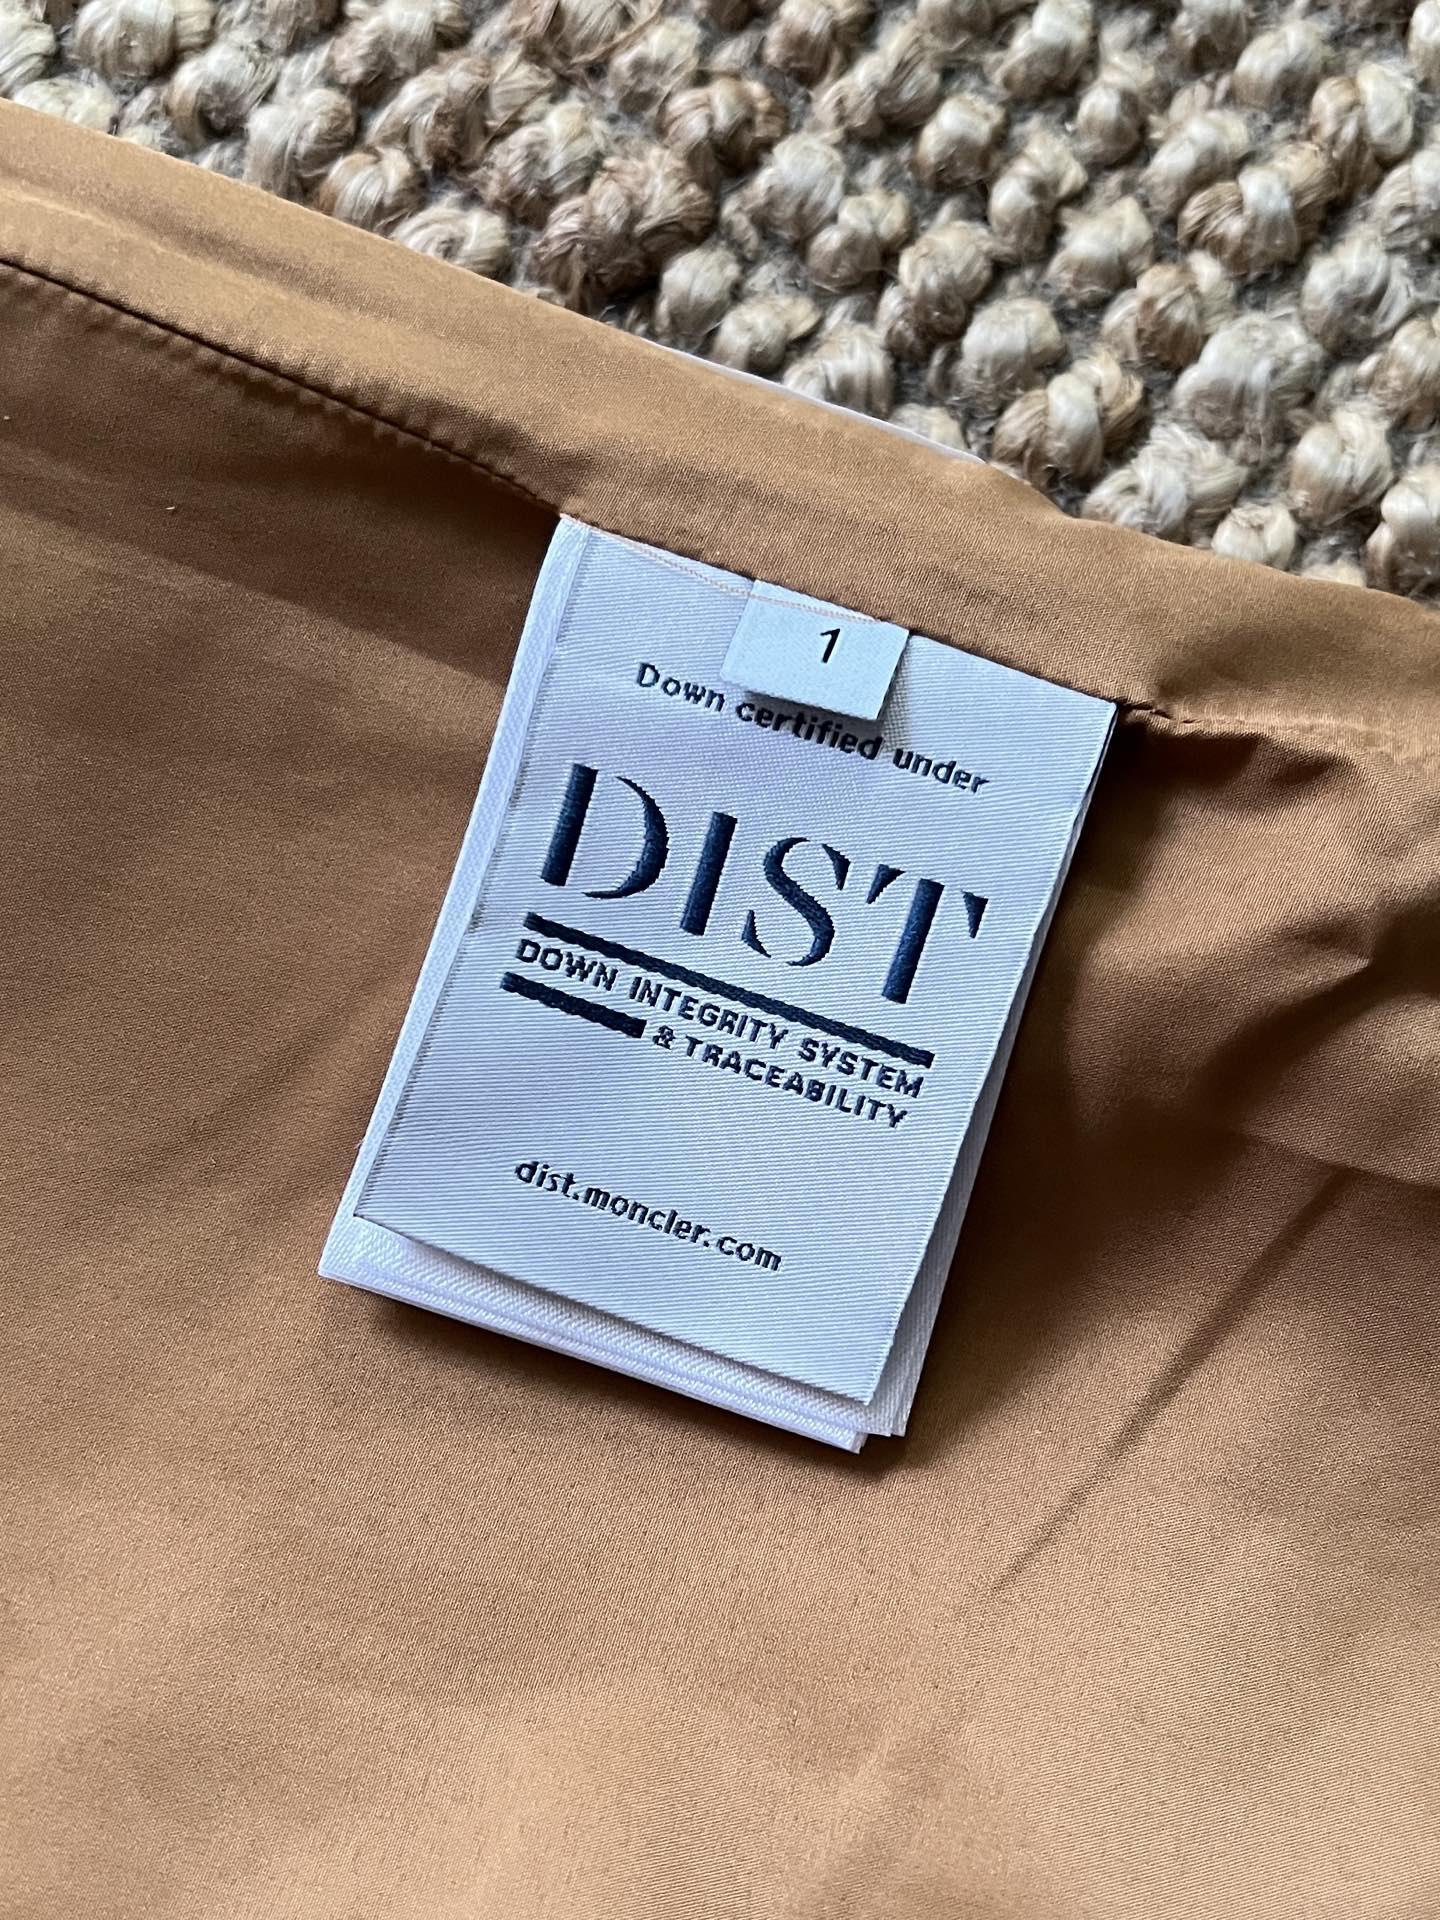 1
Down certified under
DIST
DOWN INTEGRITY SYSTEM
& TRACEABILITY
dist.moncler.com